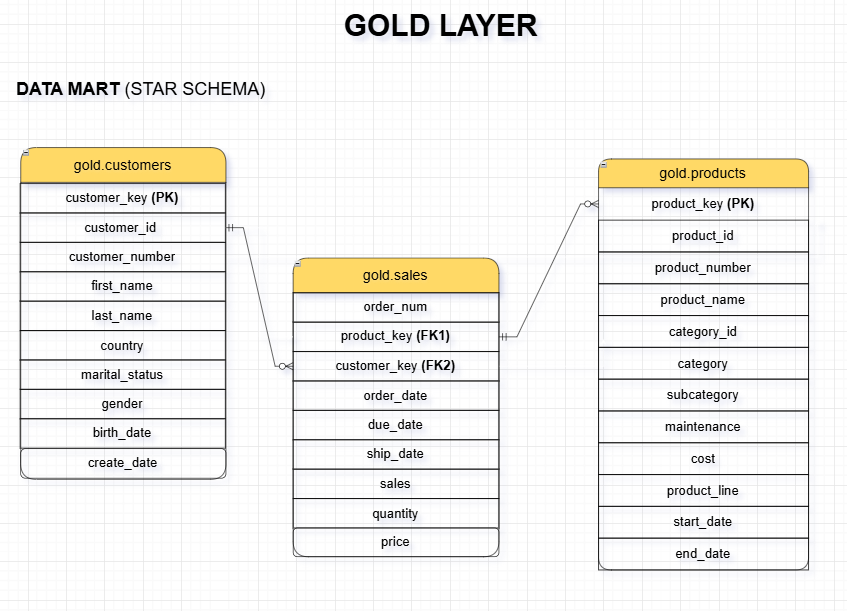 GOLD LAYER
DATA MART (STAR SCHEMA)
gold.customers
customer_key (PK)
customer_id
customer_number
first_name
last_name
country
marital_status
gender
birth_date
create_date
gold.sales
order_num
product_key (FK1)
customer_key (FK2)
order_date
due_date
ship_date
sales
quantity
price
gold.products
product_key (PK)
product_id
product_number
product_name
category_id
category
subcategory
maintenance
cost
product_line
start_date
end_date